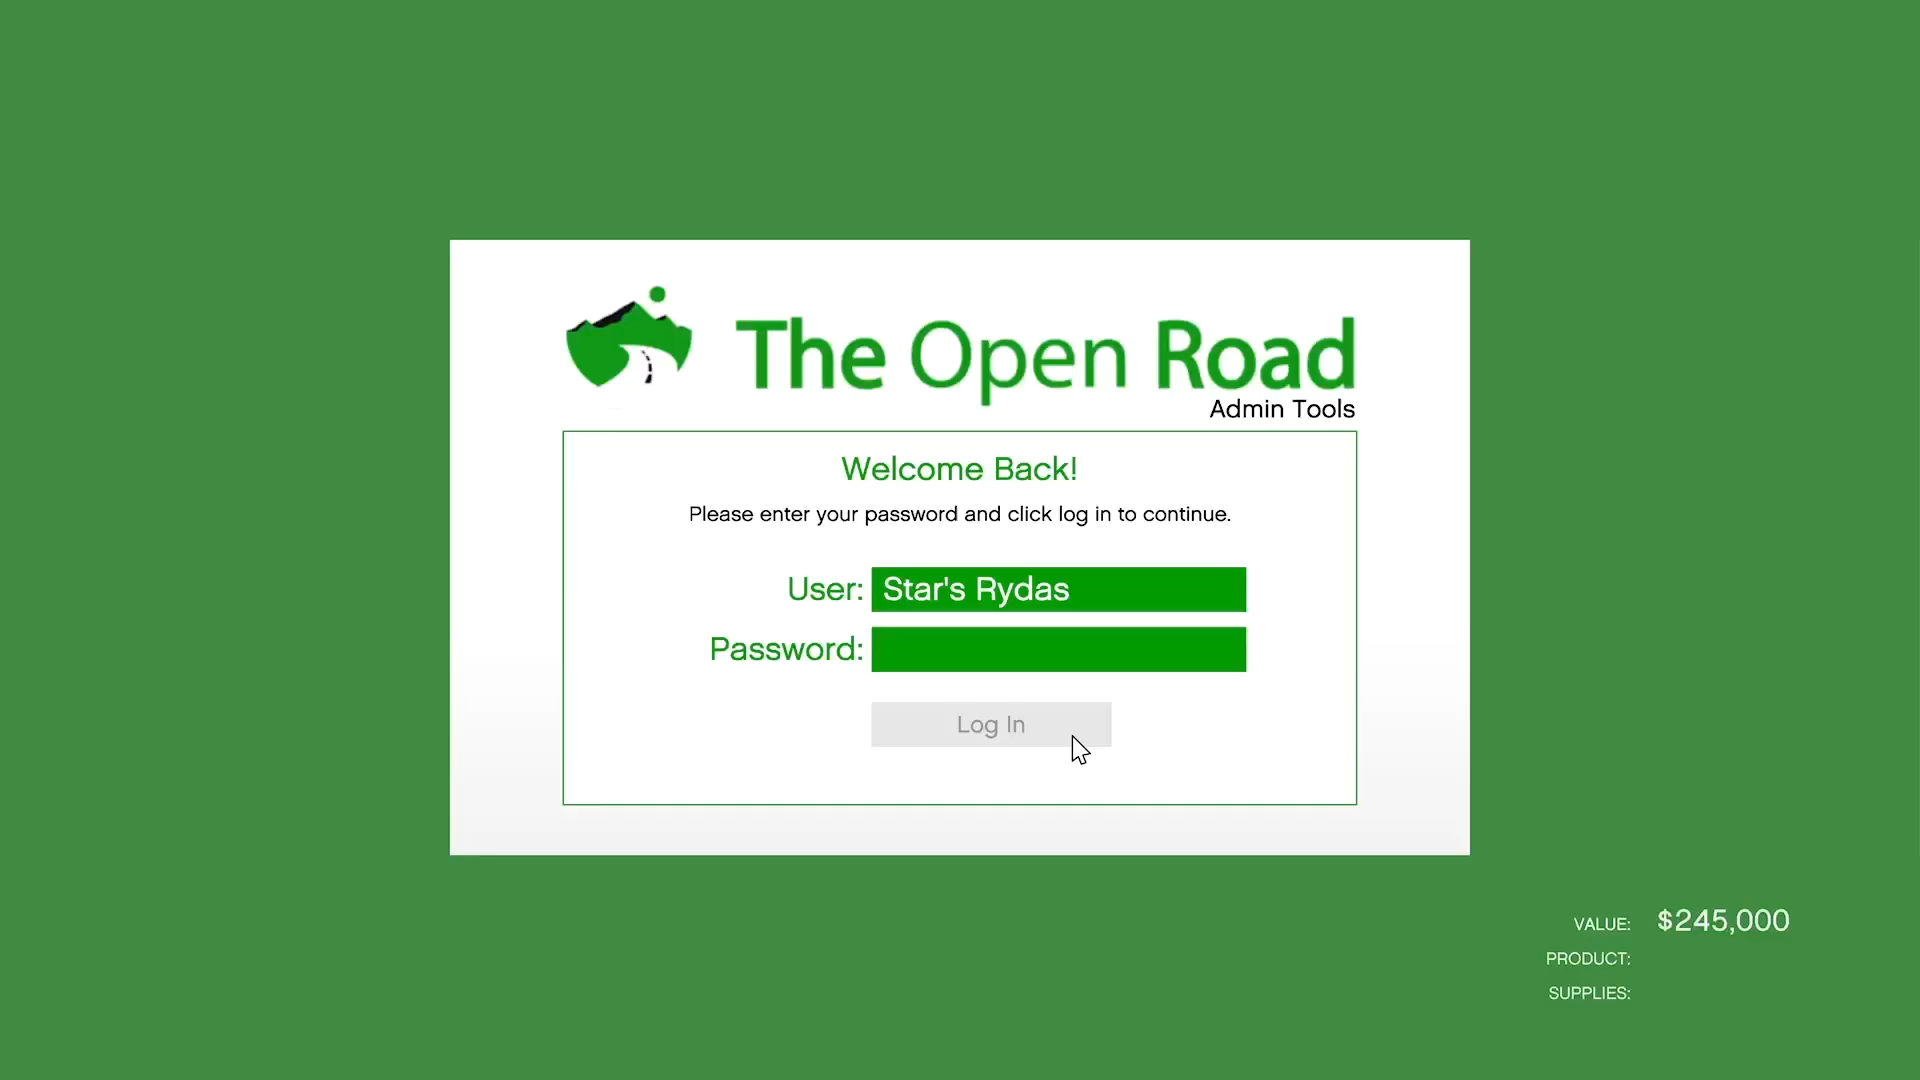 The Open Road
Admin Tools
Welcome Back!
Please enter your password and click log in to continue.
User: Star's Rydas
Password:
Log In
VALUE: $245,000
PRODUCT:
SUPPLIES: